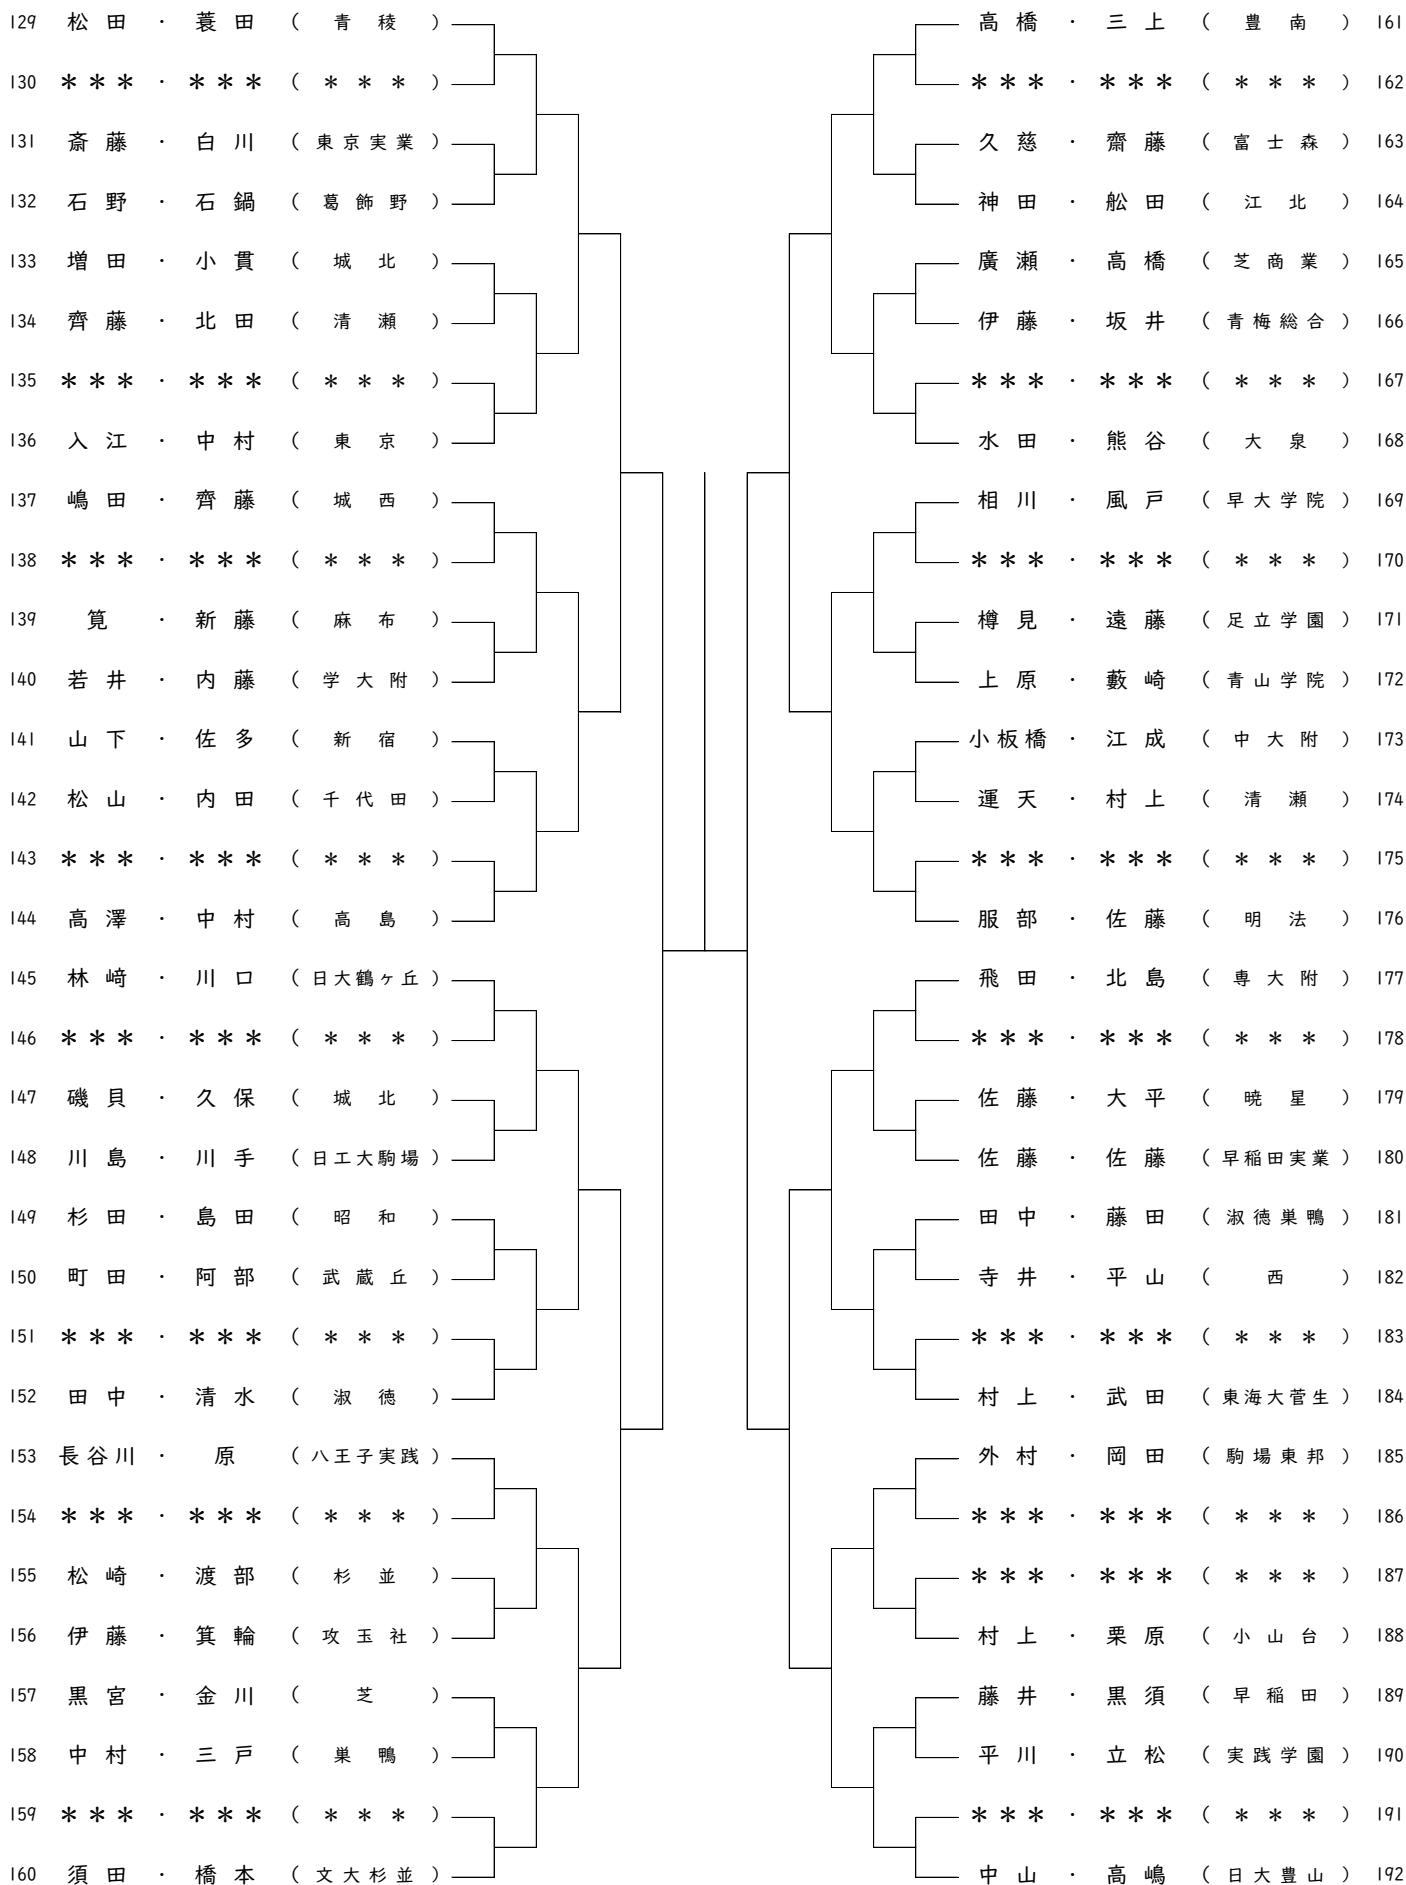 129 松田 ・ 蓑田 ( 青稜 )
130 *** ・ *** ( *** )
131 斎藤 ・ 白川 ( 東京実業 )
132 石野 ・ 石鍋 ( 葛飾野 )
133 増田 ・ 小貫 ( 城北 )
134 齊藤 ・ 北田 ( 清瀬 )
135 *** ・ *** ( *** )
136 入江 ・ 中村 ( 東京 )
137 嶋田 ・ 齊藤 ( 城西 )
138 *** ・ *** ( *** )
139 筧 ・ 新藤 ( 麻布 )
140 若井 ・ 内藤 ( 学大附 )
141 山下 ・ 佐多 ( 新宿 )
142 松山 ・ 内田 ( 千代田 )
143 *** ・ *** ( *** )
144 高澤 ・ 中村 ( 高島 )
145 林﨑 ・ 川口 ( 日大鶴ヶ丘 )
146 *** ・ *** ( *** )
147 磯貝 ・ 久保 ( 城北 )
148 川島 ・ 川手 ( 日工大駒場 )
149 杉田 ・ 島田 ( 昭和 )
150 町田 ・ 阿部 ( 武蔵丘 )
151 *** ・ *** ( *** )
152 田中 ・ 清水 ( 淑徳 )
153 長谷川 ・ 原 ( 八王子実践 )
154 *** ・ *** ( *** )
155 松崎 ・ 渡部 ( 杉並 )
156 伊藤 ・ 箕輪 ( 攻玉社 )
157 黒宮 ・ 金川 ( 芝 )
158 中村 ・ 三戸 ( 巣鴨 )
159 *** ・ *** ( *** )
160 須田 ・ 橋本 ( 文大杉並 )
高橋 ・ 三上 ( 豊南 ) 161
*** ・ *** ( *** ) 162
久慈 ・ 齋藤 ( 富士森 ) 163
神田 ・ 舩田 ( 江北 ) 164
廣瀬 ・ 高橋 ( 芝商業 ) 165
伊藤 ・ 坂井 ( 青梅総合 ) 166
*** ・ *** ( *** ) 167
水田 ・ 熊谷 ( 大泉 ) 168
相川 ・ 風戸 ( 早大学院 ) 169
*** ・ *** ( *** ) 170
樽見 ・ 遠藤 ( 足立学園 ) 171
上原 ・ 藪崎 ( 青山学院 ) 172
小板橋 ・ 江成 ( 中大附 ) 173
運天 ・ 村上 ( 清瀬 ) 174
*** ・ *** ( *** ) 175
服部 ・ 佐藤 ( 明法 ) 176
飛田 ・ 北島 ( 専大附 ) 177
*** ・ *** ( *** ) 178
佐藤 ・ 大平 ( 暁星 ) 179
佐藤 ・ 佐藤 ( 早稲田実業 ) 180
田中 ・ 藤田 ( 淑徳巣鴨 ) 181
寺井 ・ 平山 ( 西 ) 182
*** ・ *** ( *** ) 183
村上 ・ 武田 ( 東海大菅生 ) 184
外村 ・ 岡田 ( 駒場東邦 ) 185
*** ・ *** ( *** ) 186
*** ・ *** ( *** ) 187
村上 ・ 栗原 ( 小山台 ) 188
藤井 ・ 黒須 ( 早稲田 ) 189
平川 ・ 立松 ( 実践学園 ) 190
*** ・ *** ( *** ) 191
中山 ・ 高嶋 ( 日大豊山 ) 192